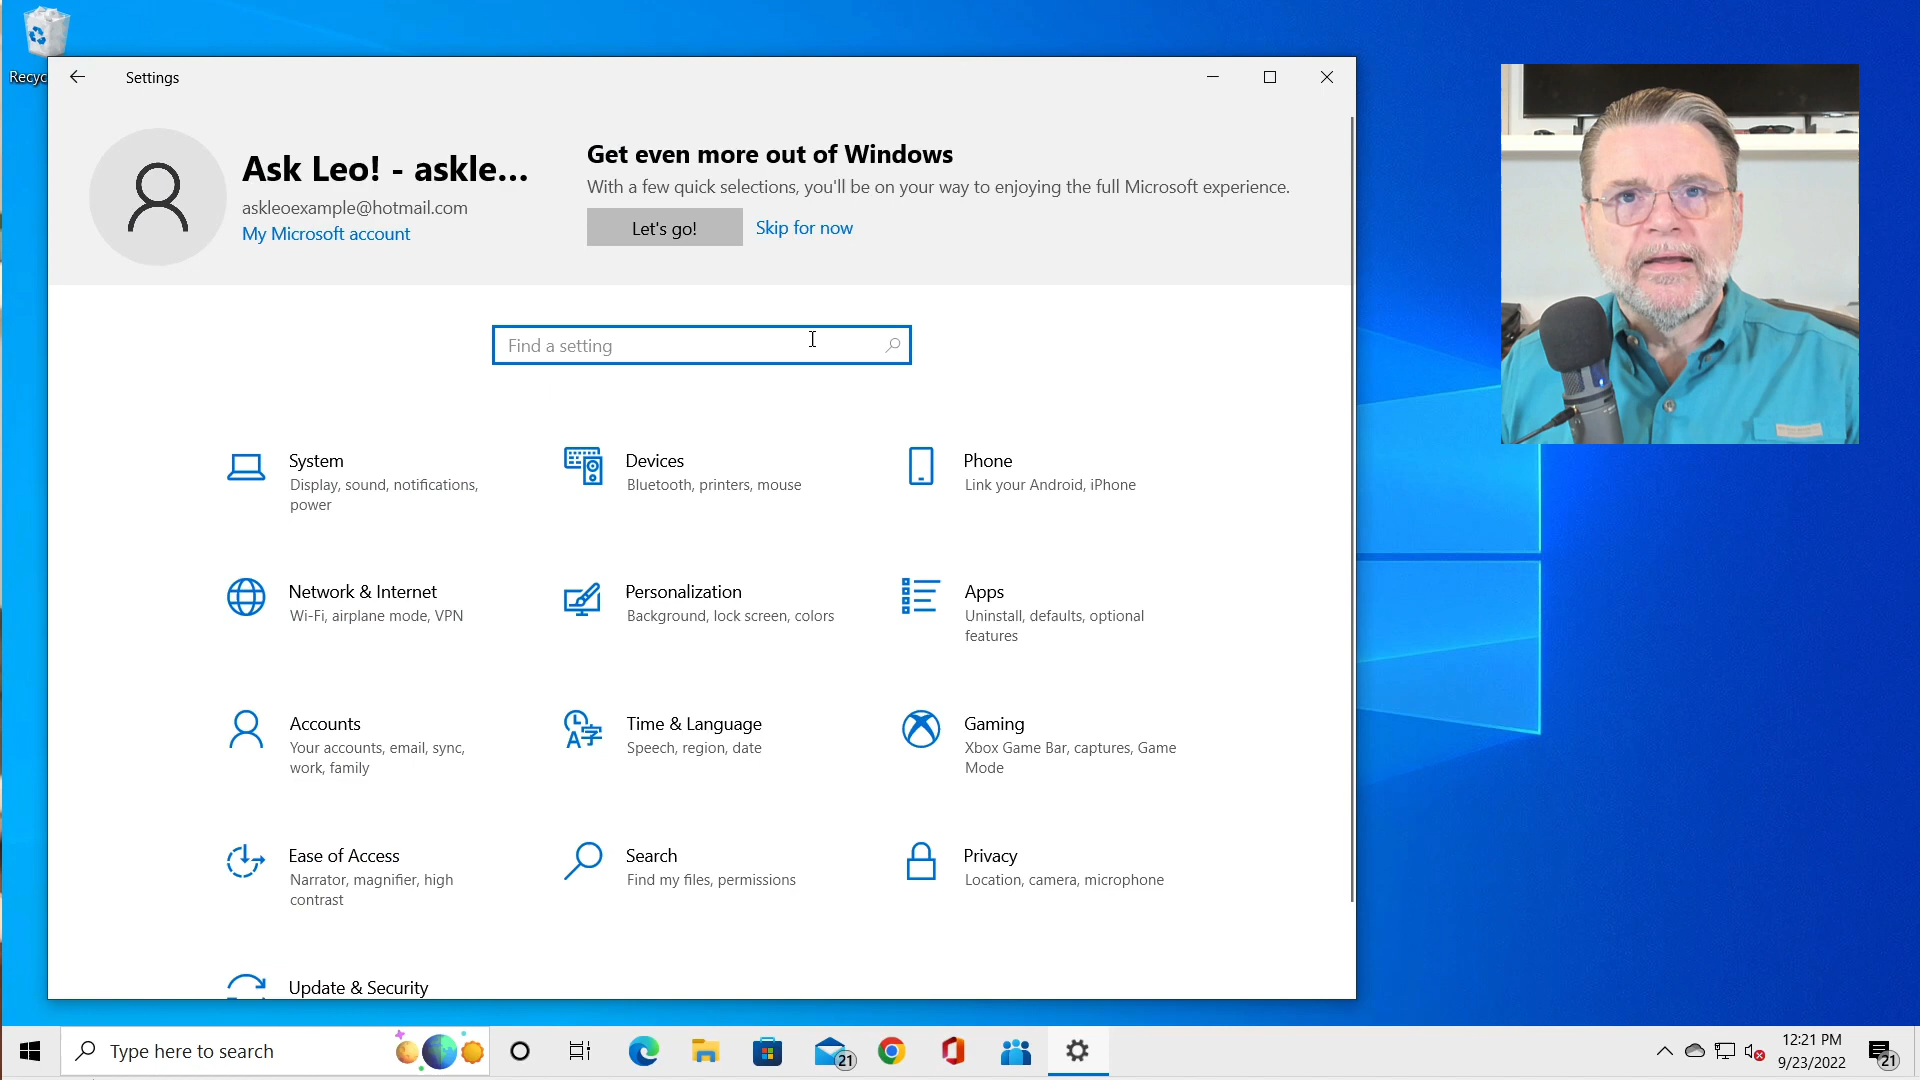 Recyc
Settings
Ask Leo! - askle...
askleoexample@hotmail.com
My Microsoft account
Get even more out of Windows
With a few quick selections, you'll be on your way to enjoying the full Microsoft experience.
Let's go!
Skip for now
Find a setting
System
Display, sound, notifications,
power
Devices
Bluetooth, printers, mouse
Phone
Link your Android, iPhone
Network & Internet
Wi-Fi, airplane mode, VPN
Personalization
Background, lock screen, colors
Apps
Uninstall, defaults, optional
features
Accounts
Your accounts, email, sync,
work, family
Time & Language
Speech, region, date
Gaming
Xbox Game Bar, captures, Game
Mode
Ease of Access
Narrator, magnifier, high
contrast
Search
Find my files, permissions
Privacy
Location, camera, microphone
Update & Security
Type here to search
21
12:21 PM
9/23/2022
21